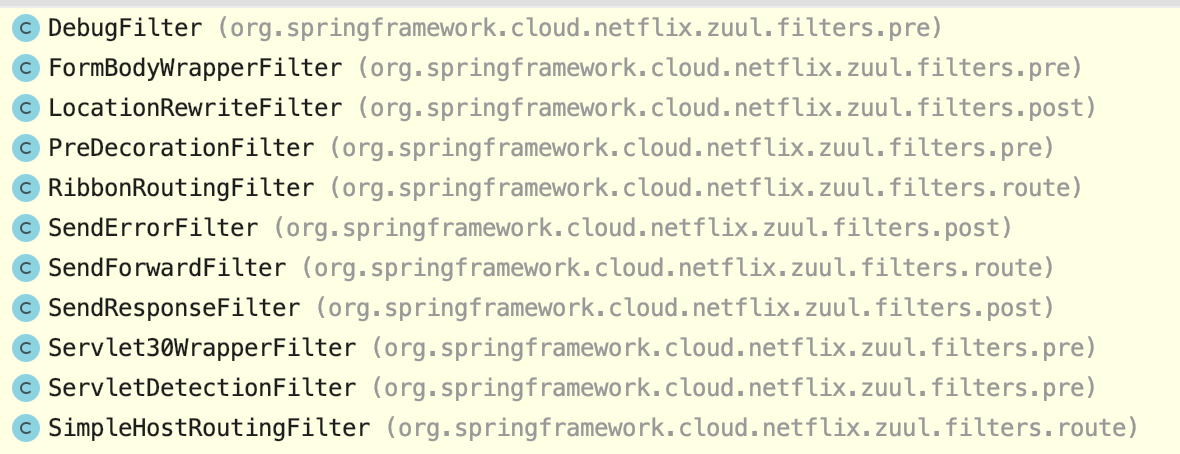 C DebugFilter (org.springframework.cloud.netflix.zuul.filters.pre)
C FormBodyWrapperFilter (org.springframework.cloud.netflix.zuul.filters.pre)
C LocationRewriteFilter (org.springframework.cloud.netflix.zuul.filters.post)
C PreDecorationFilter (org.springframework.cloud.netflix.zuul.filters.pre)
C RibbonRoutingFilter (org.springframework.cloud.netflix.zuul.filters.route)
C SendErrorFilter (org.springframework.cloud.netflix.zuul.filters.post)
C SendForwardFilter (org.springframework.cloud.netflix.zuul.filters.route)
C SendResponseFilter (org.springframework.cloud.netflix.zuul.filters.post)
C Servlet30WrapperFilter (org.springframework.cloud.netflix.zuul.filters.pre)
C ServletDetectionFilter (org.springframework.cloud.netflix.zuul.filters.pre)
C SimpleHostRoutingFilter (org.springframework.cloud.netflix.zuul.filters.route)